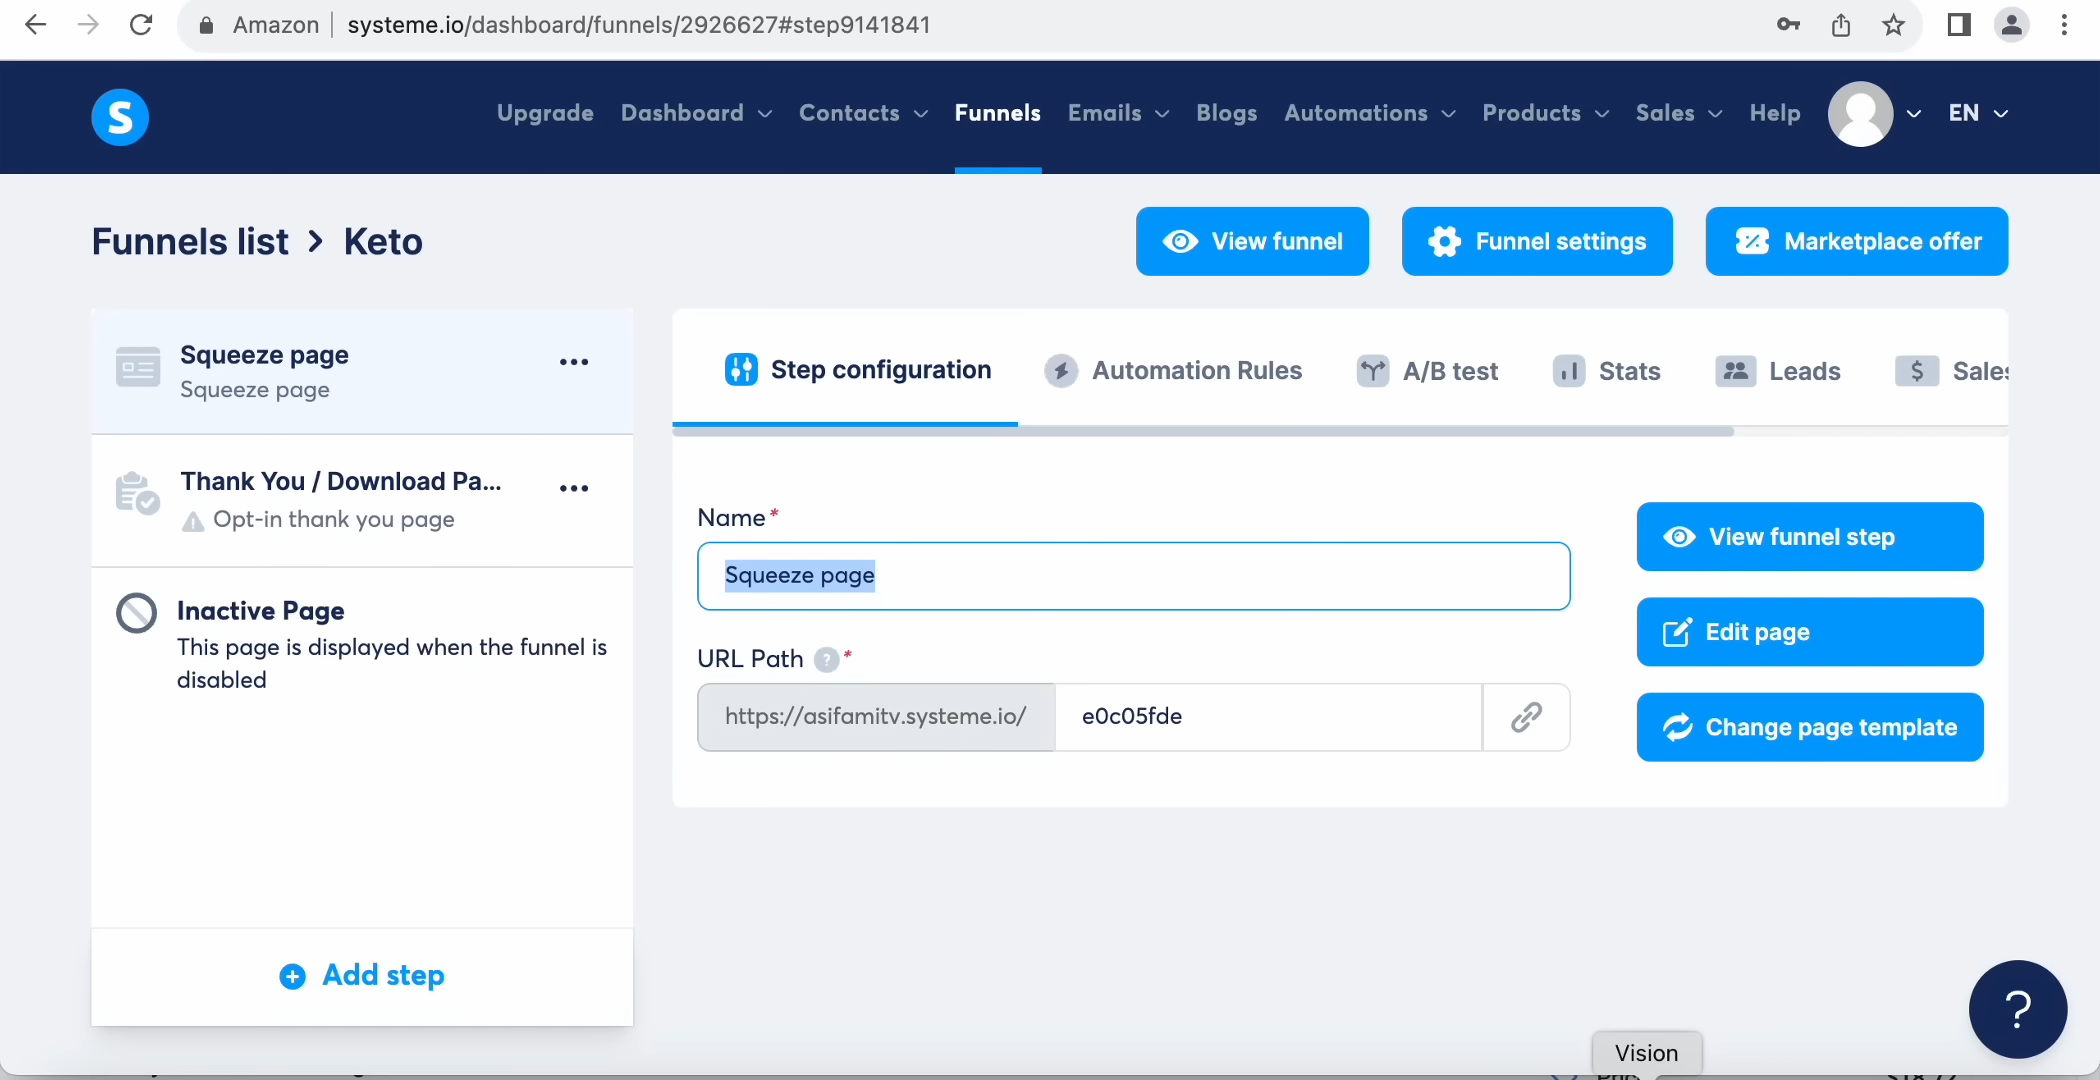 Amazon systeme.io/dashboard/funnels/2926627#step9141841
S Upgrade Dashboard Contacts Funnels Emails Blogs Automations Products Sales Help EN
Funnels list > Keto
View funnel
Funnel settings
Marketplace offer
Squeeze page
Squeeze page
Thank You / Download Pa...
Opt-in thank you page
Inactive Page
This page is displayed when the funnel is
disabled
Add step
Step configuration
Automation Rules
A/B test
Stats
Leads
$ Sales
Name*
Squeeze page
URL Path ? *
https://asifamitv.systeme.io/ e0c05fde
View funnel step
Edit page
Change page template
?
Vision